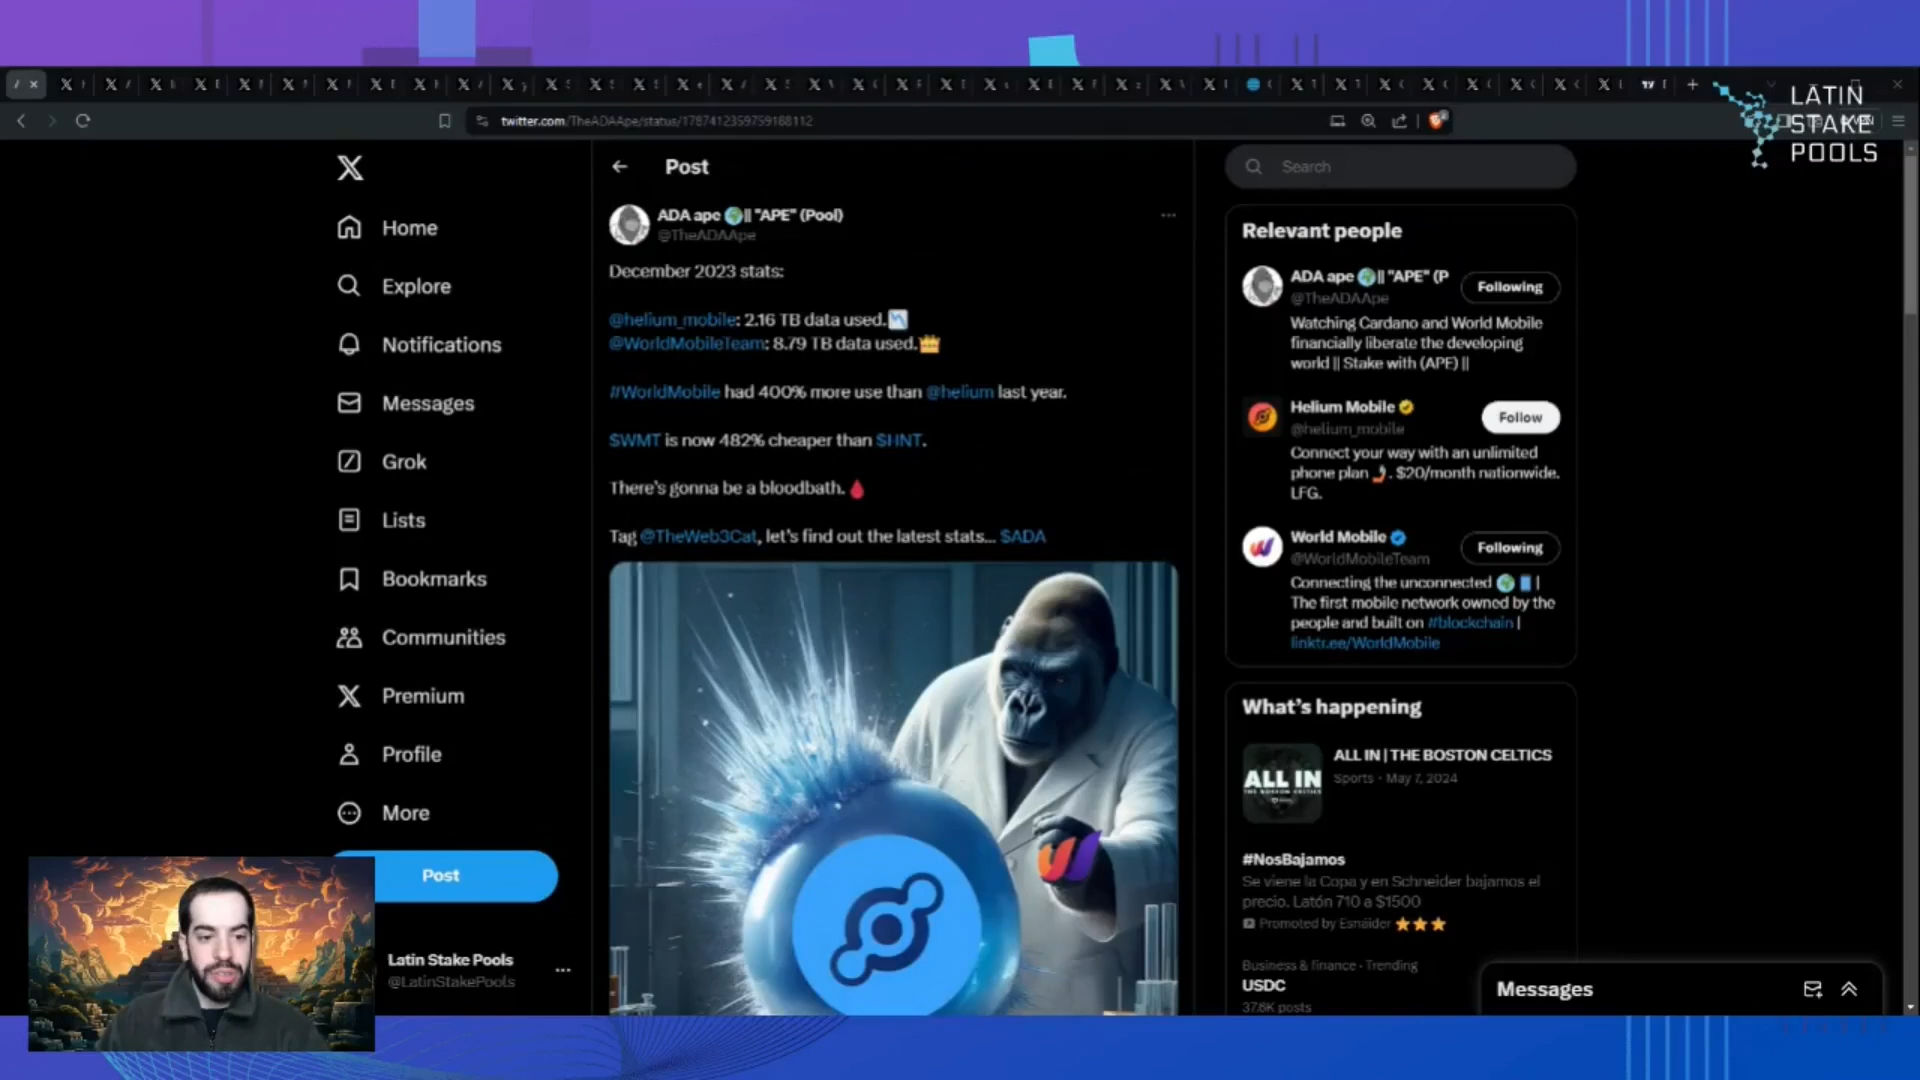 LATIN
STAKE
POOLS
twitter.com/TheADAApe/status/1787412359759188112
Home
Explore
Notifications
Messages
Grok
Lists
Bookmarks
Communities
Premium
Profile
More
Post
Latin Stake Pools
@LatinStakePools
Post
ADA ape 🌍|| "APE" (Pool)
@TheADAApe
December 2023 stats:
@helium_mobile: 2.16 TB data used.📉
@WorldMobileTeam: 8.79 TB data used.👑
#WorldMobile had 400% more use than @helium last year.
$WMT is now 482% cheaper than $HNT.
There's gonna be a bloodbath.🩸
Tag @TheWeb3Cat, let's find out the latest stats... $ADA
Search
Relevant people
ADA ape 🌍|| "APE" (P
Following
@TheADAApe
Watching Cardano and World Mobile
financially liberate the developing
world || Stake with (APE) ||
Helium Mobile
Follow
@helium_mobile
Connect your way with an unlimited
phone plan 🤳. $20/month nationwide.
LFG.
World Mobile
Following
@WorldMobileTeam
Connecting the unconnected 🌍📱|
The first mobile network owned by the
people and built on #blockchain |
linktr.ee/WorldMobile
What's happening
ALL IN
ALL IN | THE BOSTON CELTICS
Sports · May 7, 2024
#NosBajamos
Se viene la Copa y en Schneider bajamos el
precio. Latón 710 a $1500
Promoted by Esnáider ⭐⭐⭐
Business & finance · Trending
USDC
37.8K posts
Messages